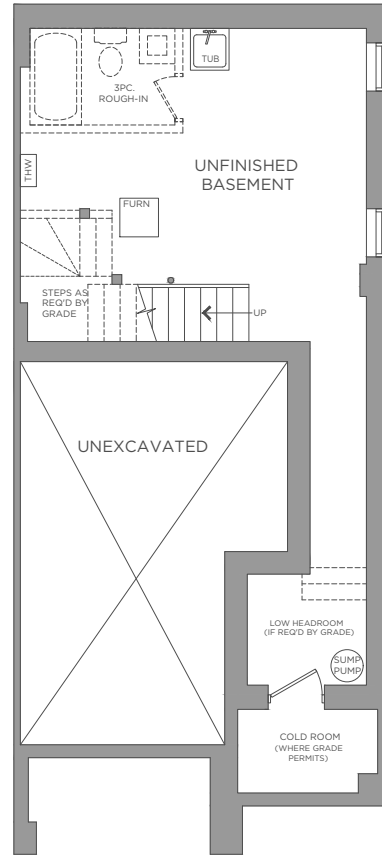 TUB
3PC.
ROUGH-IN
THW
UNFINISHED
BASEMENT
FURN
STEPS AS
REQ'D BY
GRADE
UP
UNEXCAVATED
LOW HEADROOM
(IF REQ'D BY GRADE)
SUMP
PUMP
COLD ROOM
(WHERE GRADE
PERMITS)